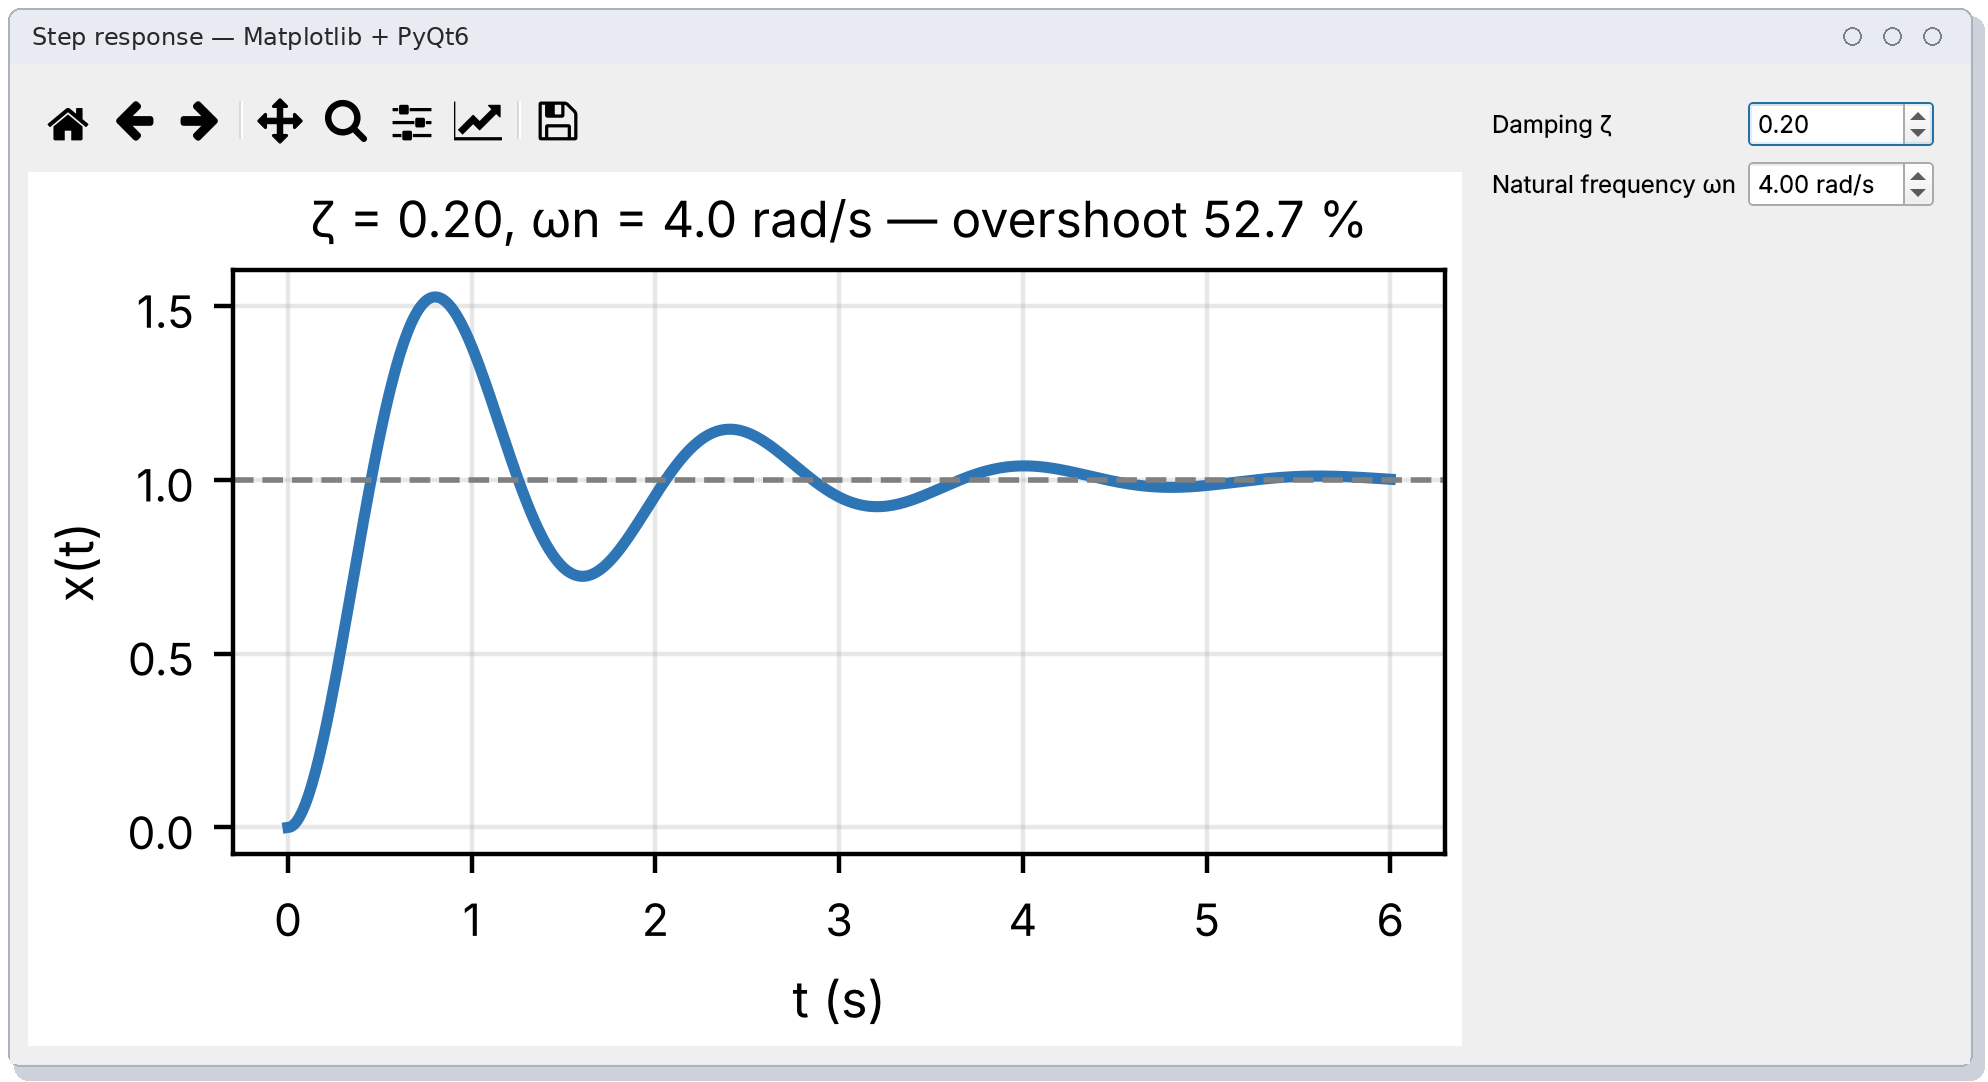 Step response — Matplotlib + PyQt6
Damping ζ
0.20
Natural frequency ωn
4.00 rad/s
ζ = 0.20, ωn = 4.0 rad/s — overshoot 52.7 %
1.5
1.0
0.5
0.0
x(t)
0 1 2 3 4 5 6
t (s)